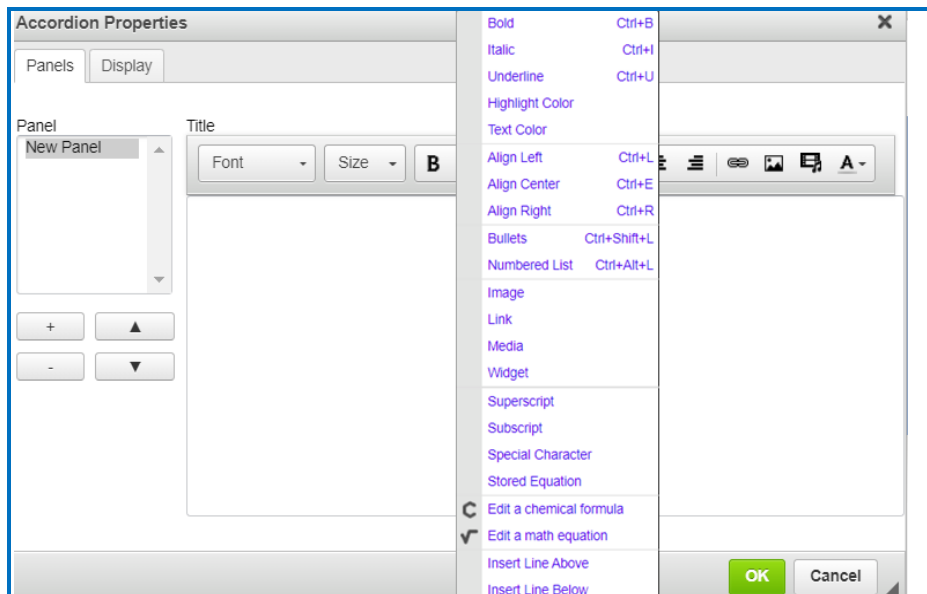 Accordion Properties
Panels Display
Panel
New Panel
+
-
Title
Font Size B A
Bold Ctrl+B
Italic Ctrl+I
Underline Ctrl+U
Highlight Color
Text Color
Align Left Ctrl+L
Align Center Ctrl+E
Align Right Ctrl+R
Bullets Ctrl+Shift+L
Numbered List Ctrl+Alt+L
Image
Link
Media
Widget
Superscript
Subscript
Special Character
Stored Equation
Edit a chemical formula
Edit a math equation
Insert Line Above
Insert Line Below
OK Cancel